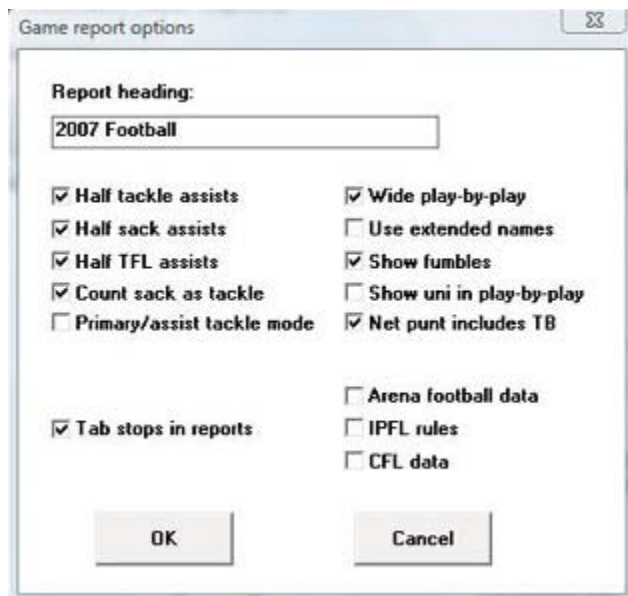 Game report options
Report heading:
2007 Football
Half tackle assists
Half sack assists
Half TFL assists
Count sack as tackle
Primary/assist tackle mode
Wide play-by-play
Use extended names
Show fumbles
Show uni in play-by-play
Net punt includes TB
Tab stops in reports
Arena football data
IPFL rules
CFL data
OK
Cancel